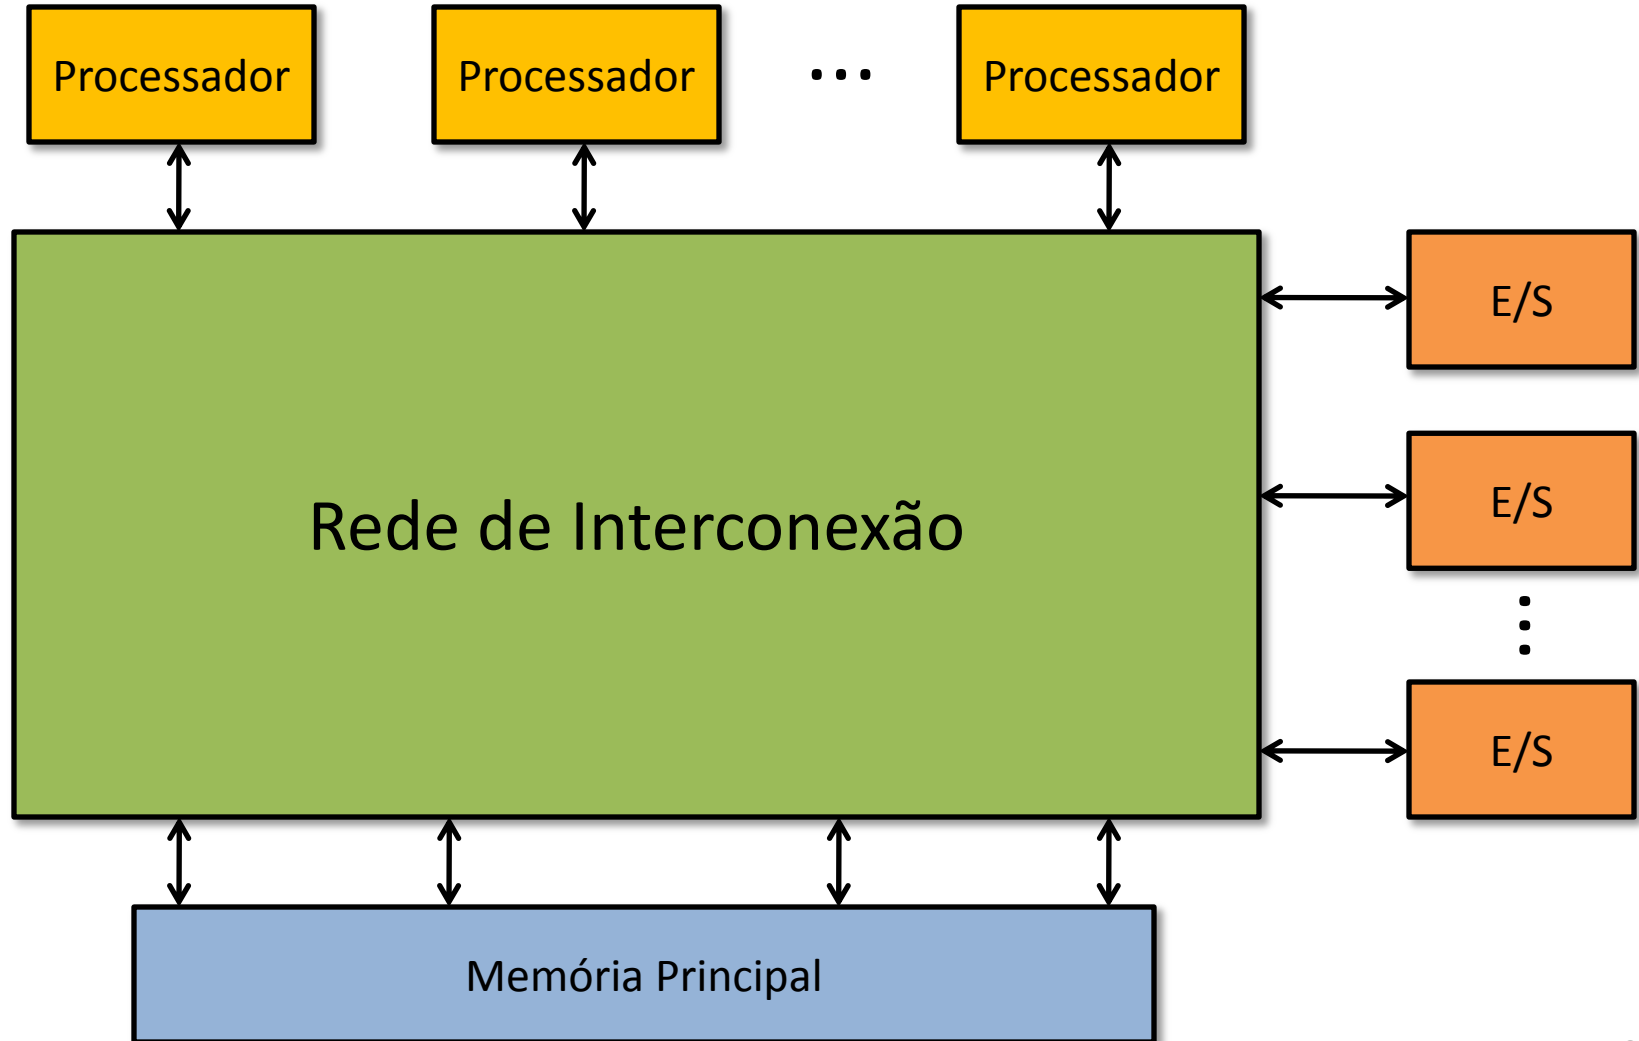 Processador
Processador
...
Processador
E/S
Rede de Interconexão
E/S
...
E/S
Memória Principal